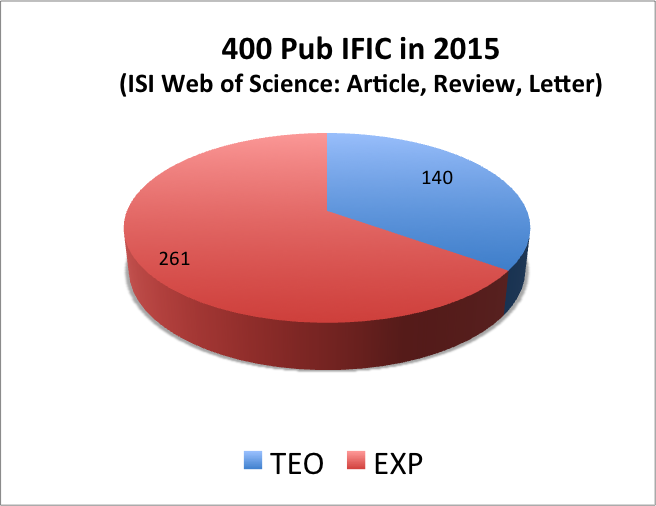 400 Pub IFIC in 2015
(ISI Web of Science: Article, Review, Letter)
140
261
TEO EXP